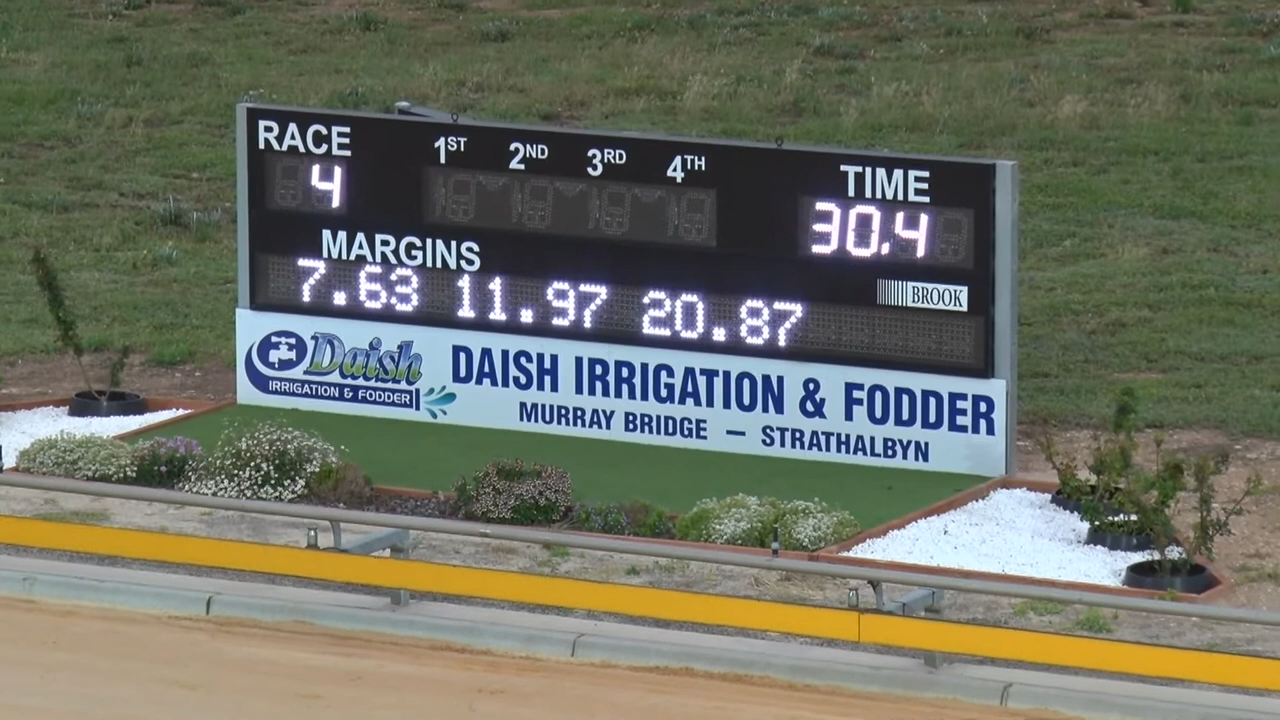 RACE 1ST 2ND 3RD 4TH TIME
4 30.4
MARGINS
7.63 11.97 20.87
BROOK
Daish
IRRIGATION & FODDER
DAISH IRRIGATION & FODDER
MURRAY BRIDGE — STRATHALBYN